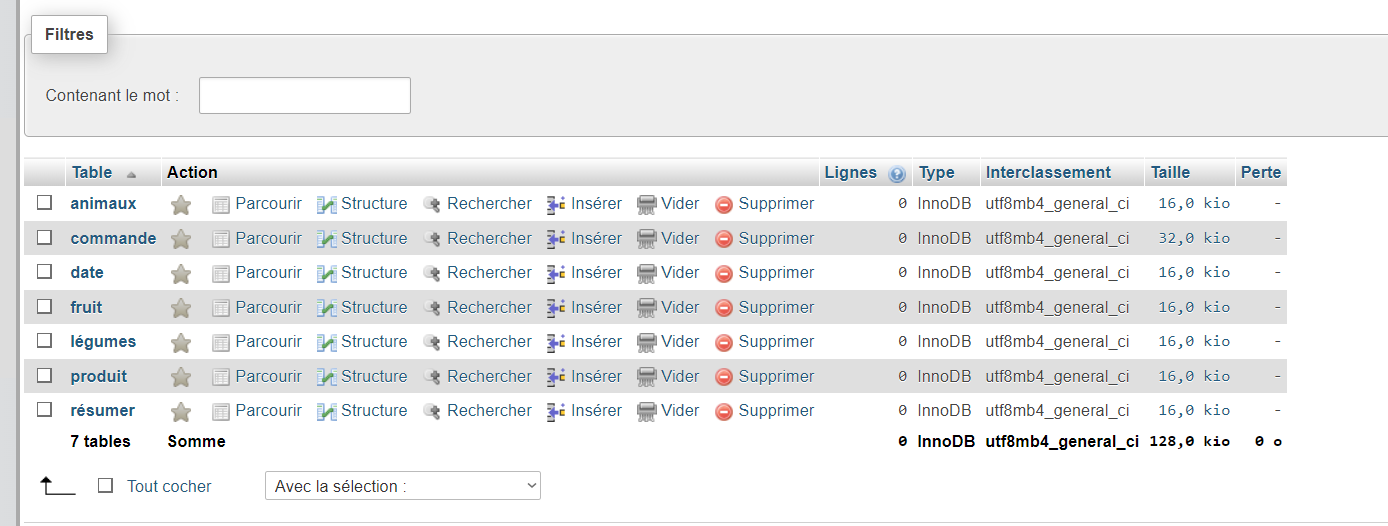 Filtres
Contenant le mot :
Table Action Lignes Type Interclassement Taille Perte
animaux Parcourir Structure Rechercher Insérer Vider Supprimer 0 InnoDB utf8mb4_general_ci 16,0 kio -
commande Parcourir Structure Rechercher Insérer Vider Supprimer 0 InnoDB utf8mb4_general_ci 32,0 kio -
date Parcourir Structure Rechercher Insérer Vider Supprimer 0 InnoDB utf8mb4_general_ci 16,0 kio -
fruit Parcourir Structure Rechercher Insérer Vider Supprimer 0 InnoDB utf8mb4_general_ci 16,0 kio -
légumes Parcourir Structure Rechercher Insérer Vider Supprimer 0 InnoDB utf8mb4_general_ci 16,0 kio -
produit Parcourir Structure Rechercher Insérer Vider Supprimer 0 InnoDB utf8mb4_general_ci 16,0 kio -
résumer Parcourir Structure Rechercher Insérer Vider Supprimer 0 InnoDB utf8mb4_general_ci 16,0 kio -
7 tables Somme 0 InnoDB utf8mb4_general_ci 128,0 kio 0 o
Tout cocher Avec la sélection :